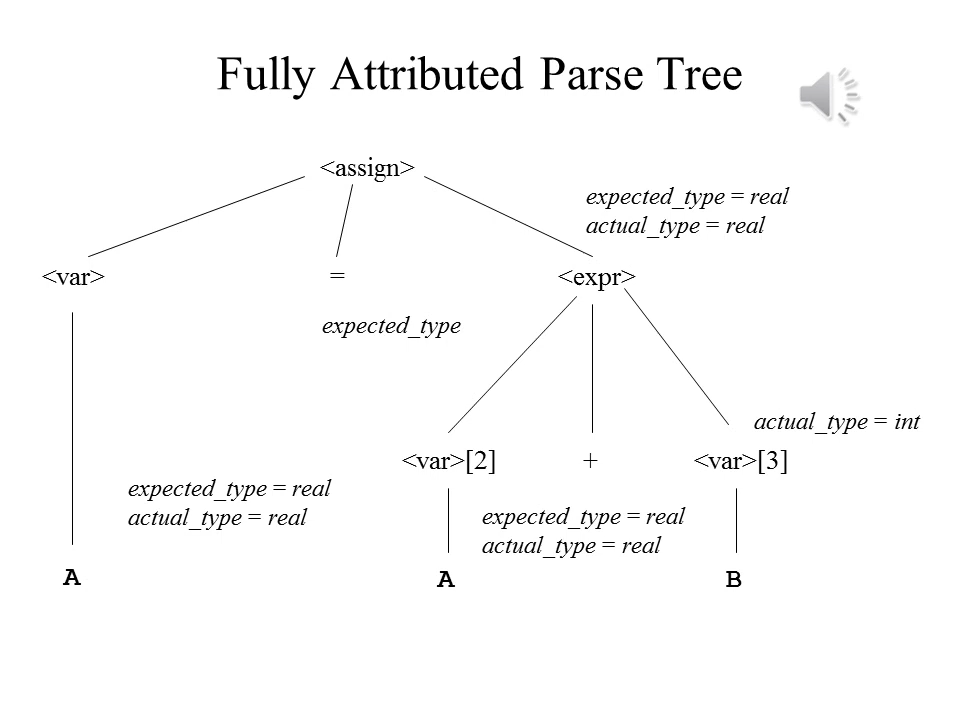 Fully Attributed Parse Tree
<assign>
expected_type = real
actual_type = real
<var> = <expr>
expected_type
actual_type = int
<var>[2] + <var>[3]
expected_type = real
actual_type = real
expected_type = real
actual_type = real
A A B